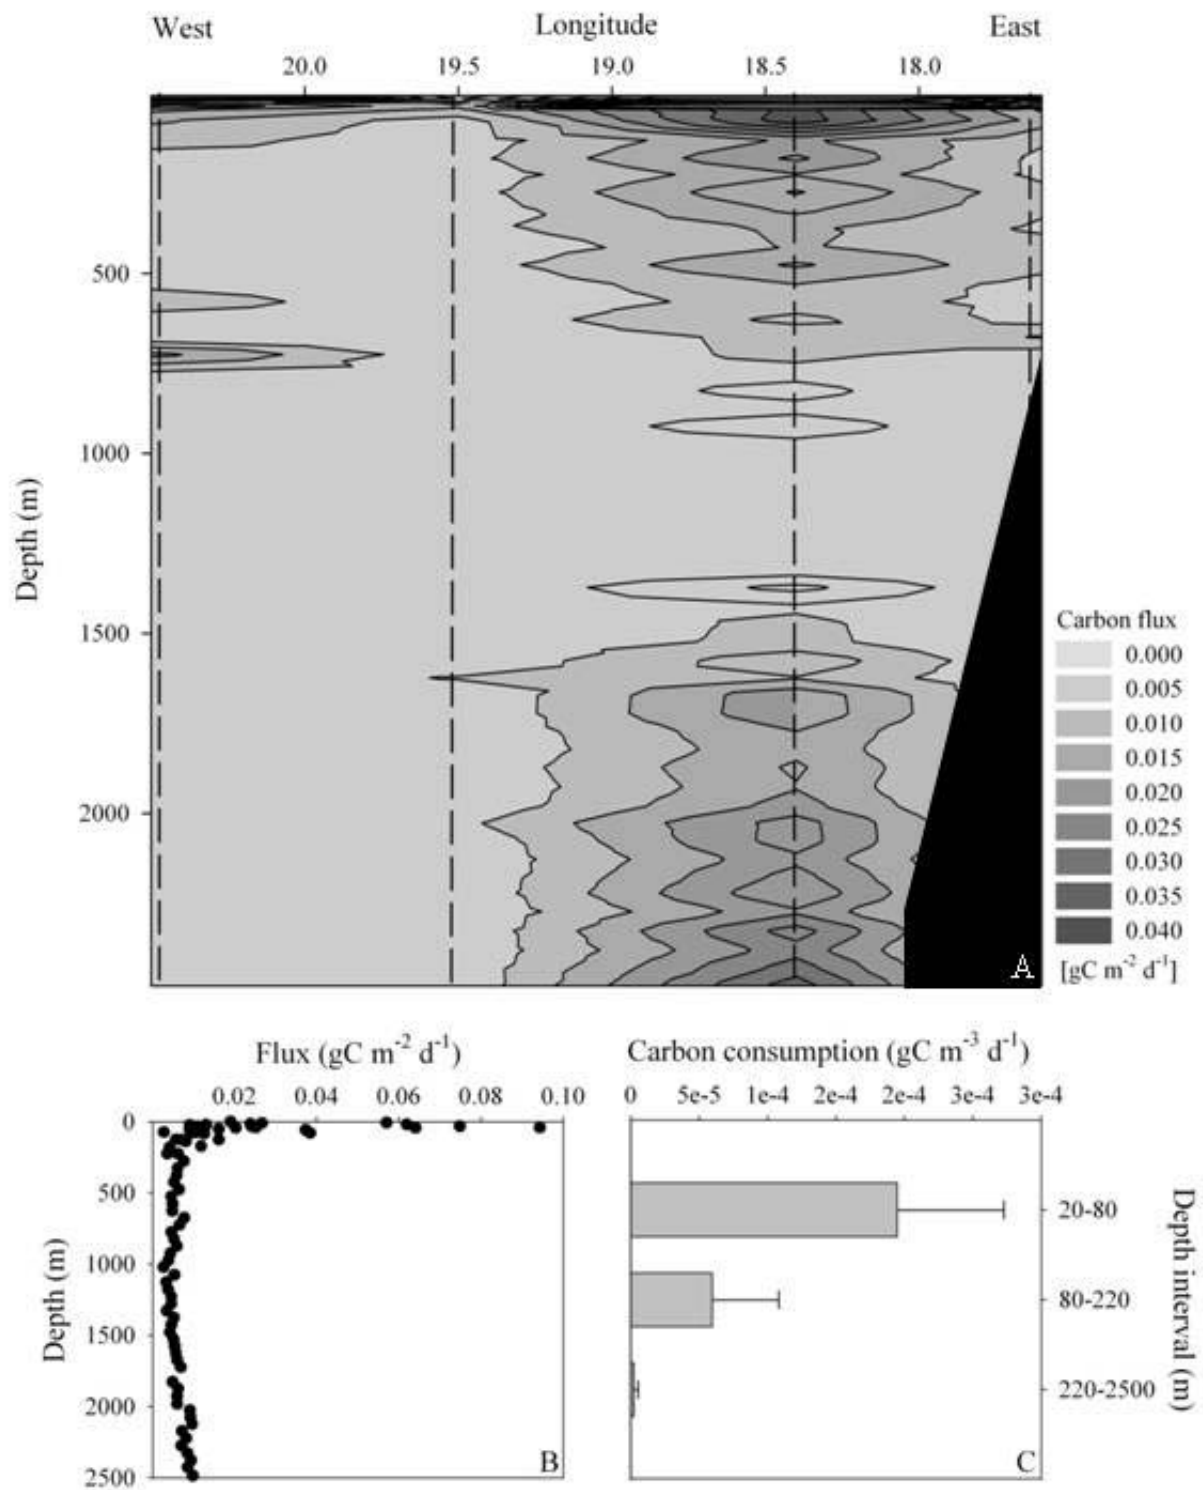 West Longitude East
20.0 19.5 19.0 18.5 18.0
500
1000
1500
2000
Depth (m)
Carbon flux
0.000
0.005
0.010
0.015
0.020
0.025
0.030
0.035
0.040
[gC m-2 d-1]
A
Flux (gC m-2 d-1)
0.02 0.04 0.06 0.08 0.10
0
500
1000
1500
2000
2500
Depth (m)
B
Carbon consumption (gC m-3 d-1)
0 5e-5 1e-4 2e-4 2e-4 3e-4 3e-4
20-80
80-220
220-2500
Depth interval (m)
C